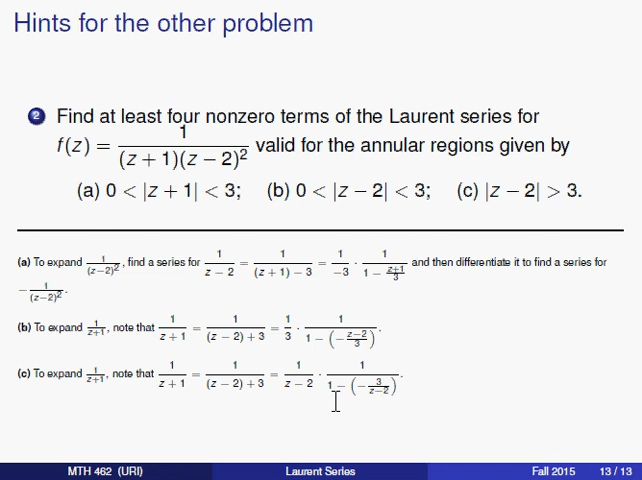 Hints for the other problem
2 Find at least four nonzero terms of the Laurent series for
f(z) = 1/((z + 1)(z − 2)²) valid for the annular regions given by
(a) 0 < |z + 1| < 3; (b) 0 < |z − 2| < 3; (c) |z − 2| > 3.
(a) To expand 1/(z−2)², find a series for 1/(z − 2) = 1/((z + 1) − 3) = 1/−3 · 1/(1 − (z+1)/3) and then differentiate it to find a series for
− 1/(z−2)².
(b) To expand 1/(z+1), note that 1/(z + 1) = 1/((z − 2) + 3) = 1/3 · 1/(1 − (−(z−2)/3)).
(c) To expand 1/(z+1), note that 1/(z + 1) = 1/((z − 2) + 3) = 1/(z − 2) · 1/(1 − (−3/(z−2))).
MTH 462 (URI) Laurent Series Fall 2015 13 / 13